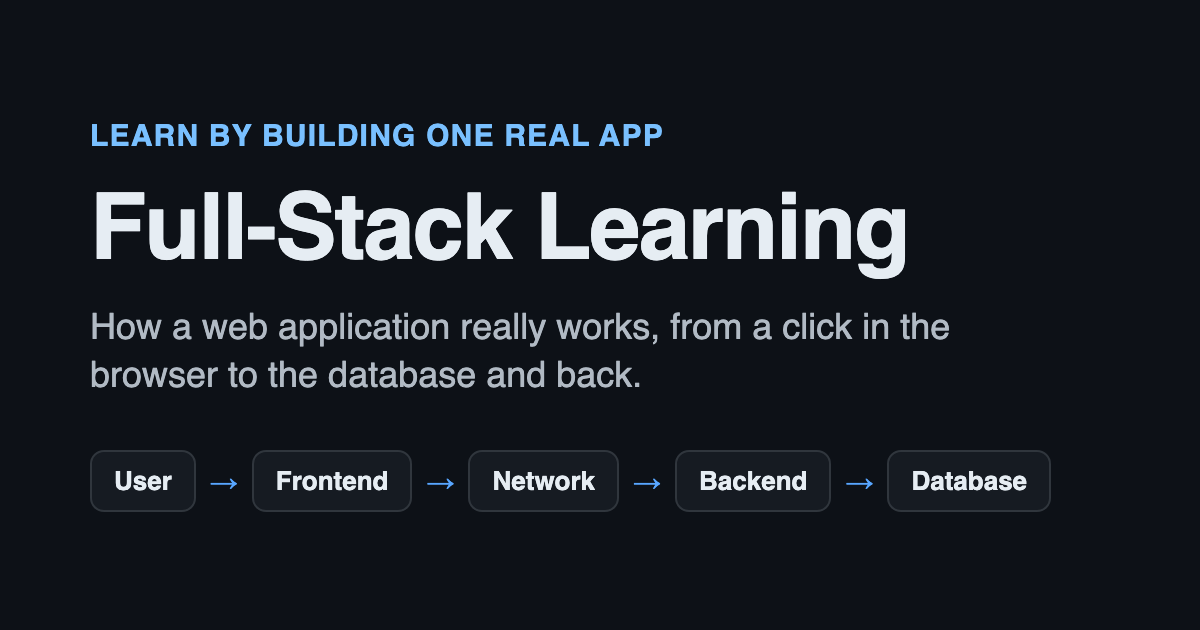 LEARN BY BUILDING ONE REAL APP
Full-Stack Learning
How a web application really works, from a click in the
browser to the database and back.
User → Frontend → Network → Backend → Database